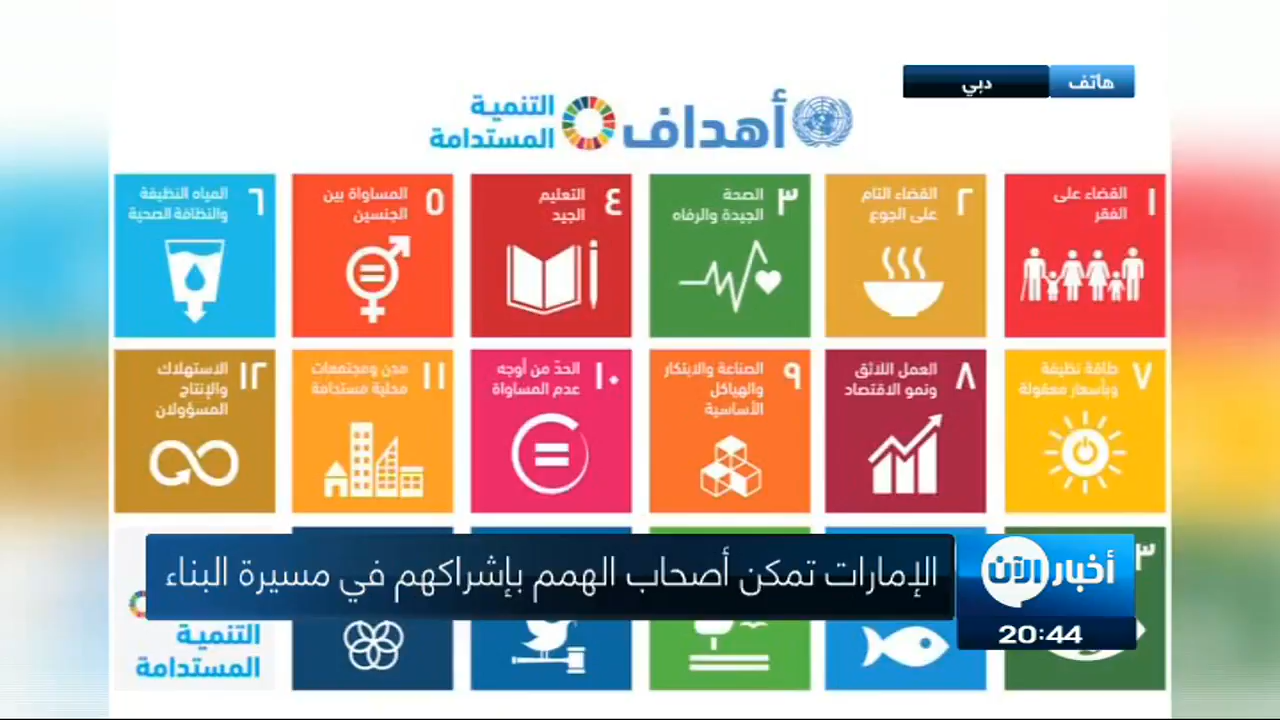 هاتف دبي
أهداف
التنمية
المستدامة
١ القضاء على
الفقر
٢ القضاء التام
على الجوع
٣ الصحة
الجيدة والرفاه
٤ التعليم
الجيد
٥ المساواة بين
الجنسين
٦ المياه النظيفة
والنظافة الصحية
٧ طاقة نظيفة
وبأسعار معقولة
٨ العمل اللائق
ونمو الاقتصاد
٩ الصناعة والابتكار
والهياكل
الأساسية
١٠ الحدّ من أوجه
عدم المساواة
١١ مدن ومجتمعات
محلية مستدامة
١٢ الاستهلاك
والإنتاج
المسؤولان
أخبار الآن
الإمارات تمكن أصحاب الهمم بإشراكهم في مسيرة البناء
20:44
التنمية
المستدامة